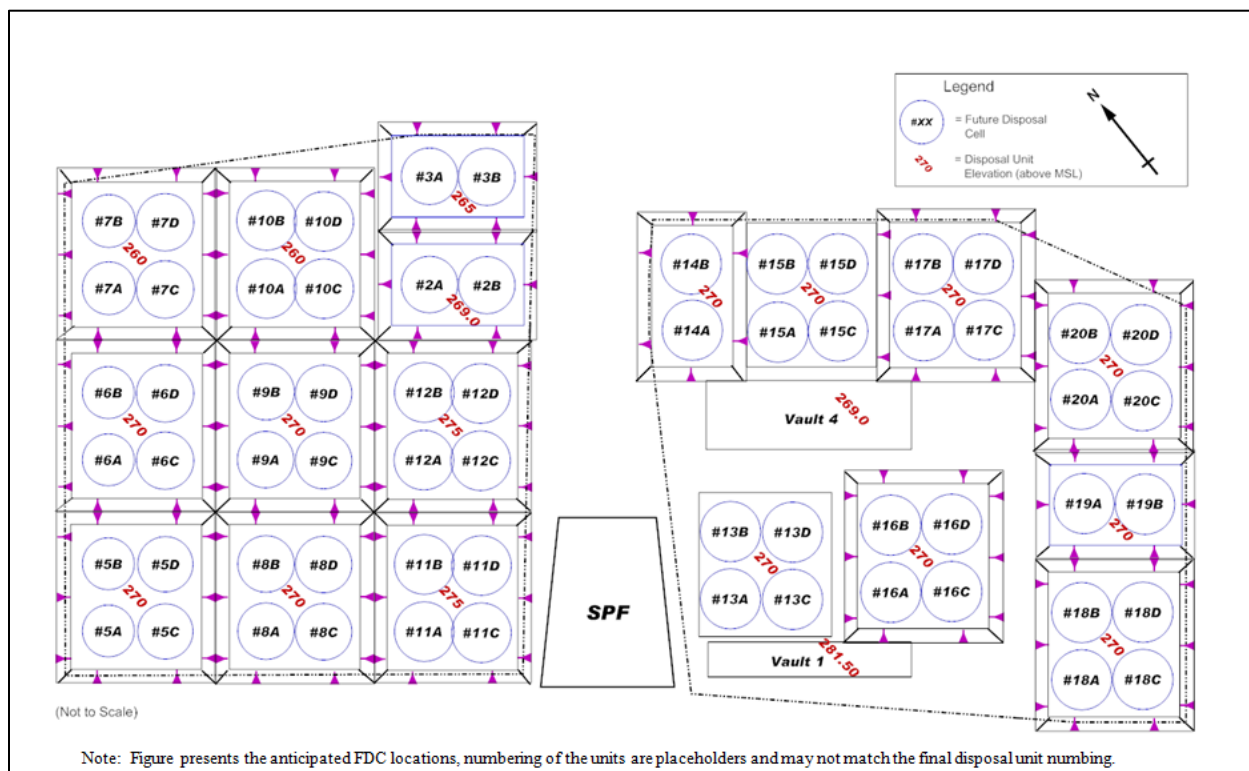 Legend
N
#XX
= Future Disposal
Cell
270
= Disposal Unit
Elevation (above MSL)
#3A #3B
265
#7B #7D
260
#7A #7C
#10B #10D
260
#10A #10C
#2A #2B
269.0
#14B
270
#14A
#15B #15D
270
#15A #15C
#17B #17D
270
#17A #17C
#6B #6D
270
#6A #6C
#9B #9D
270
#9A #9C
#12B #12D
275
#12A #12C
#20B #20D
270
#20A #20C
Vault 4
269.0
#5B #5D
270
#5A #5C
#8B #8D
270
#8A #8C
#11B #11D
275
#11A #11C
SPF
#13B #13D
270
#13A #13C
#16B #16D
270
#16A #16C
#19A #19B
270
Vault 1
281.50
#18B #18D
270
#18A #18C
(Not to Scale)
Note: Figure presents the anticipated FDC locations, numbering of the units are placeholders and may not match the final disposal unit numbing.